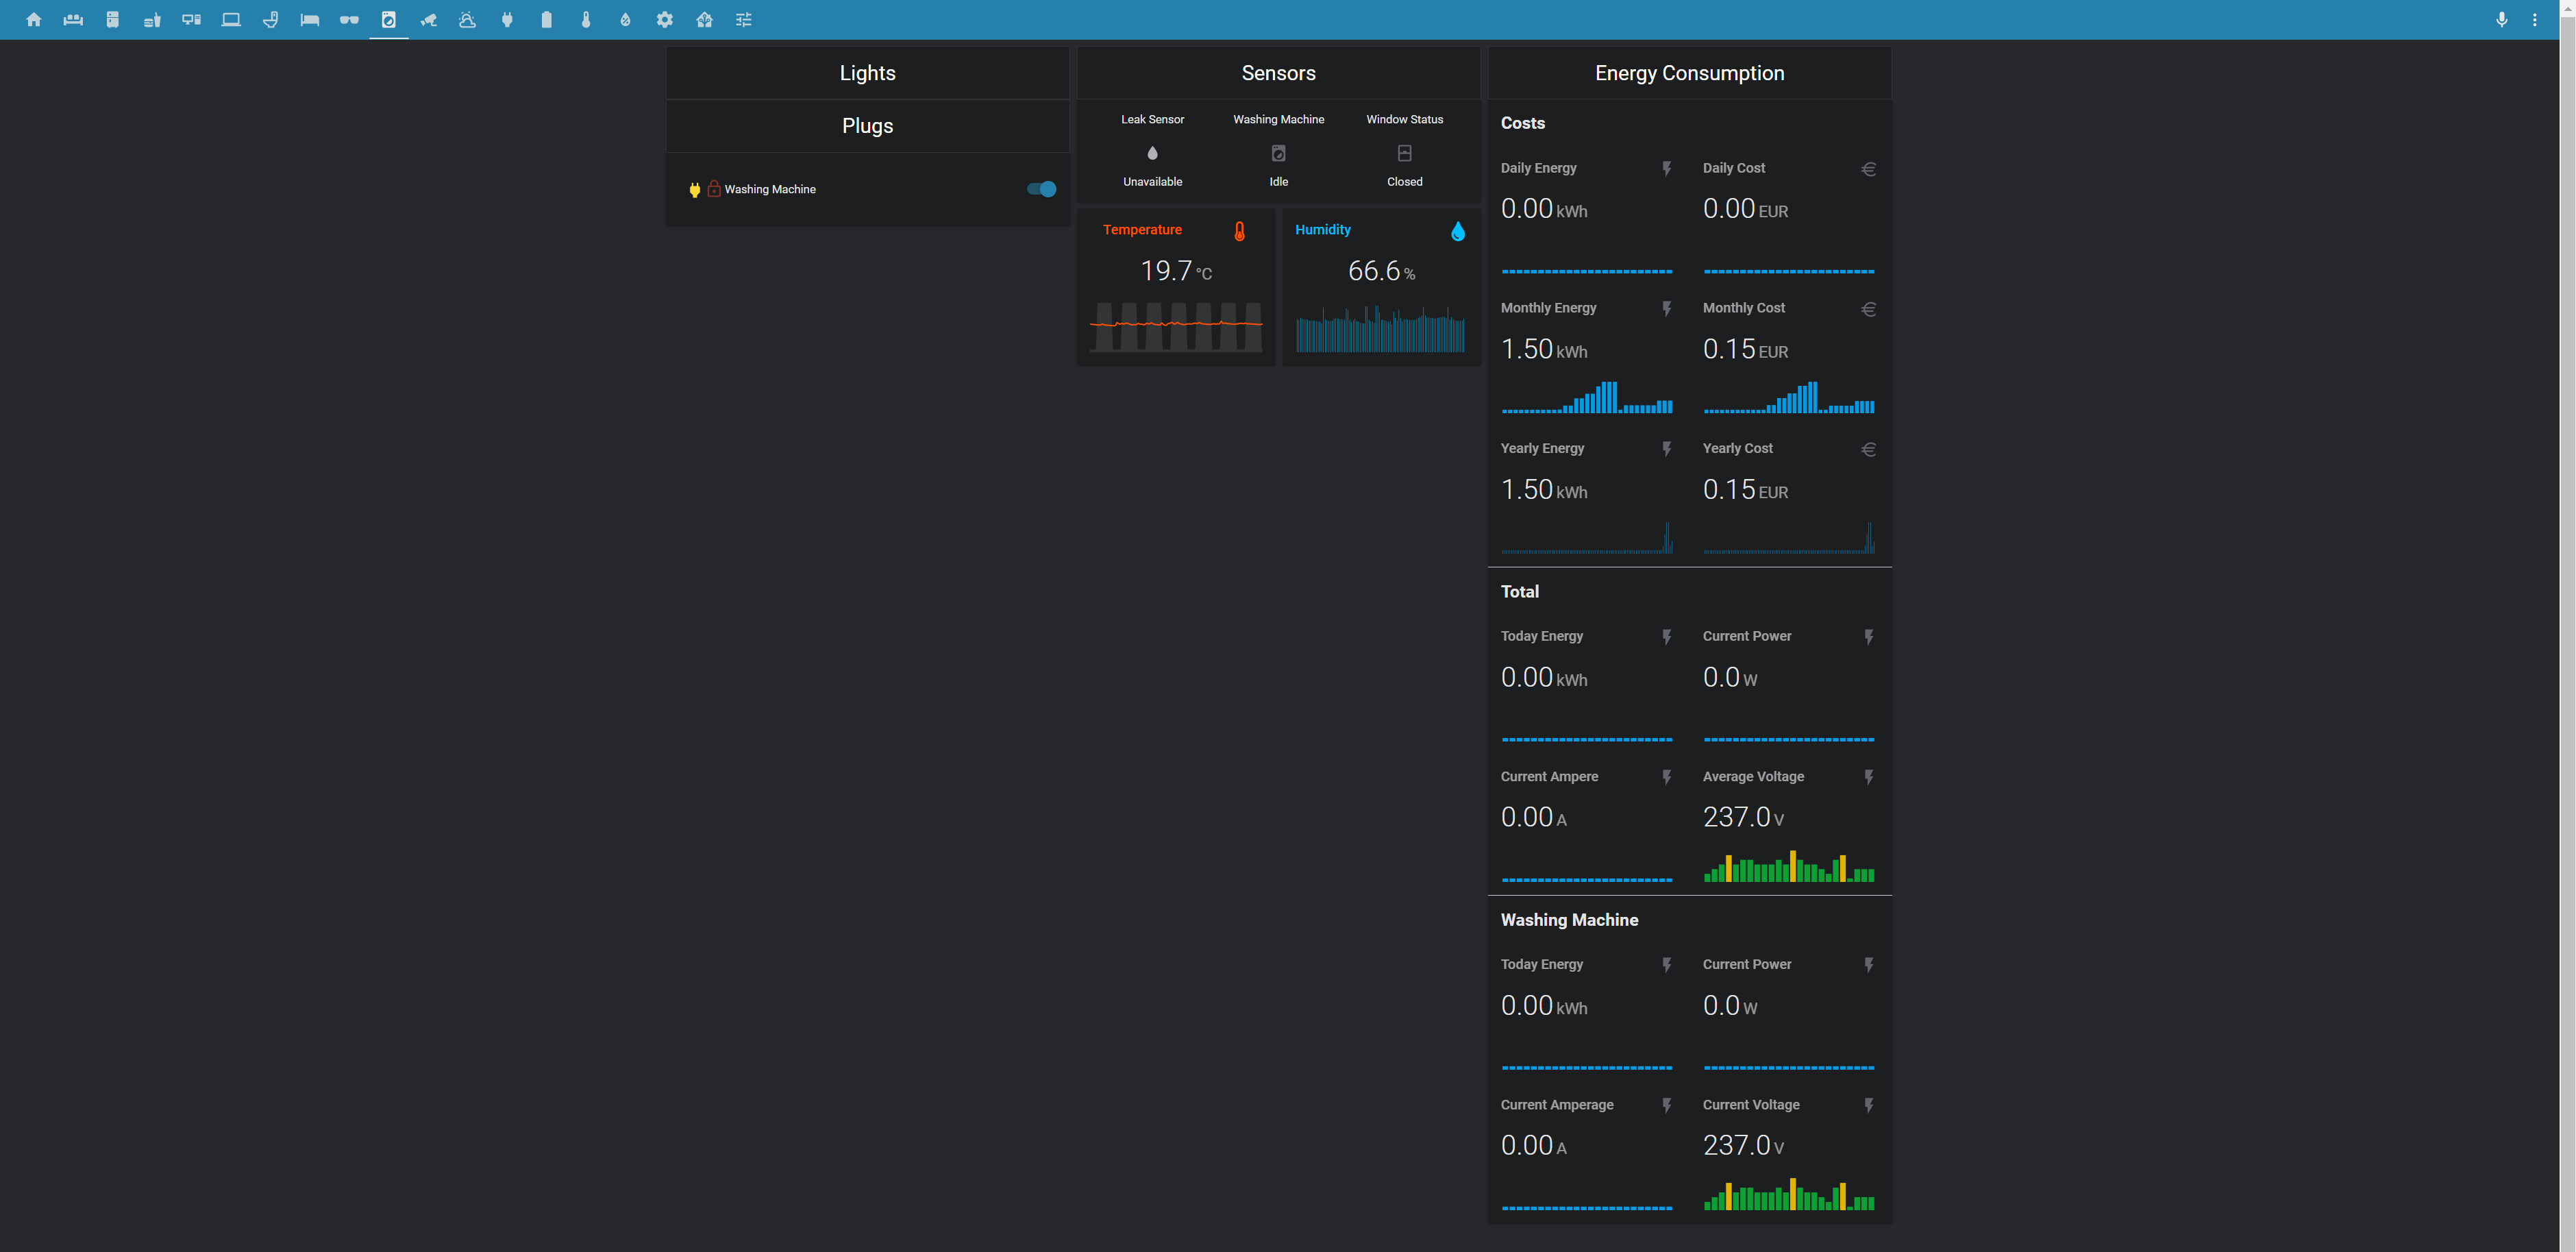 Lights
Plugs
Washing Machine
Sensors
Leak Sensor Washing Machine Window Status
Unavailable Idle Closed
Temperature
19.7 °C
Humidity
66.6 %
Energy Consumption
Costs
Daily Energy Daily Cost
0.00 kWh 0.00 EUR
Monthly Energy Monthly Cost
1.50 kWh 0.15 EUR
Yearly Energy Yearly Cost
1.50 kWh 0.15 EUR
Total
Today Energy Current Power
0.00 kWh 0.0 W
Current Ampere Average Voltage
0.00 A 237.0 V
Washing Machine
Today Energy Current Power
0.00 kWh 0.0 W
Current Amperage Current Voltage
0.00 A 237.0 V